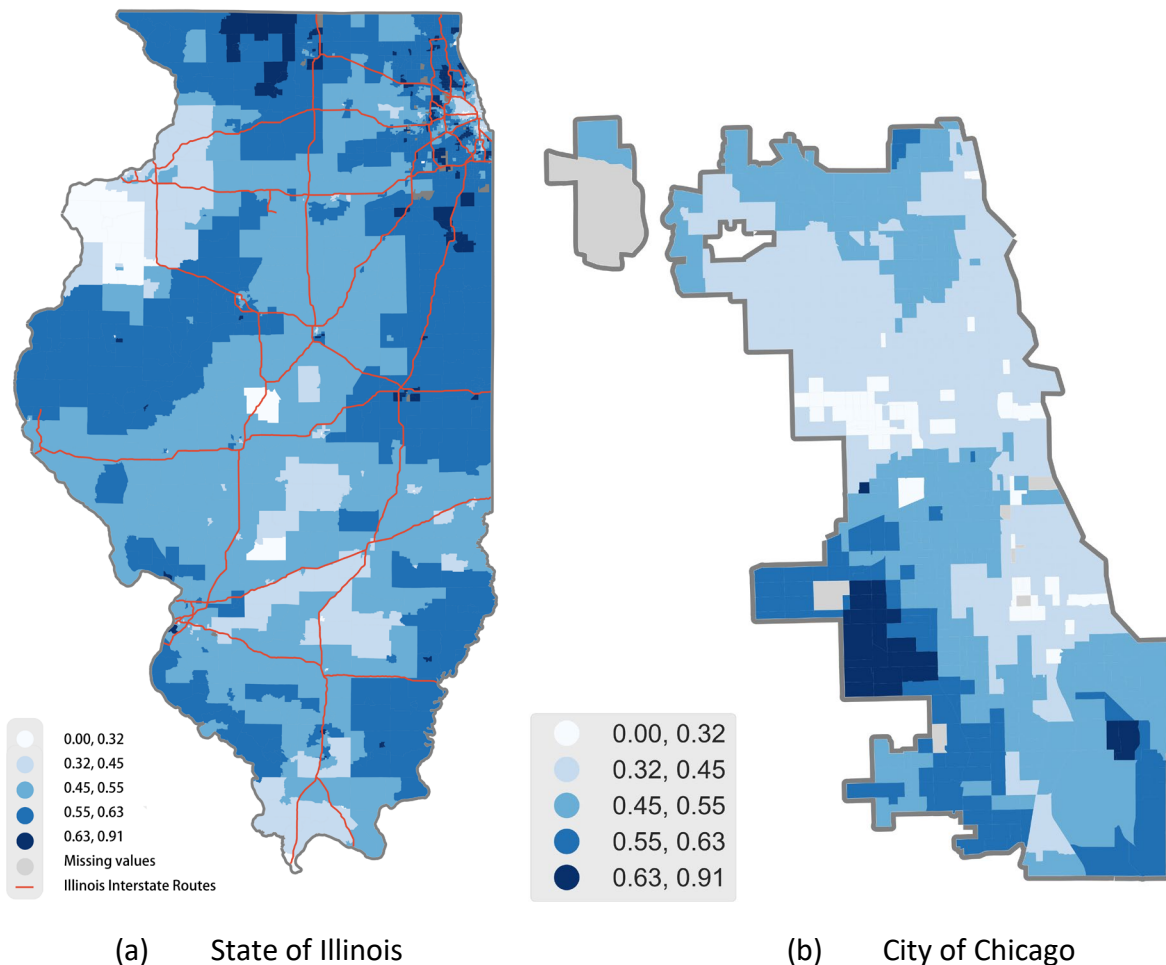 0.00, 0.32
0.32, 0.45
0.45, 0.55
0.55, 0.63
0.63, 0.91
Missing values
Illinois Interstate Routes
0.00, 0.32
0.32, 0.45
0.45, 0.55
0.55, 0.63
0.63, 0.91
(a) State of Illinois
(b) City of Chicago